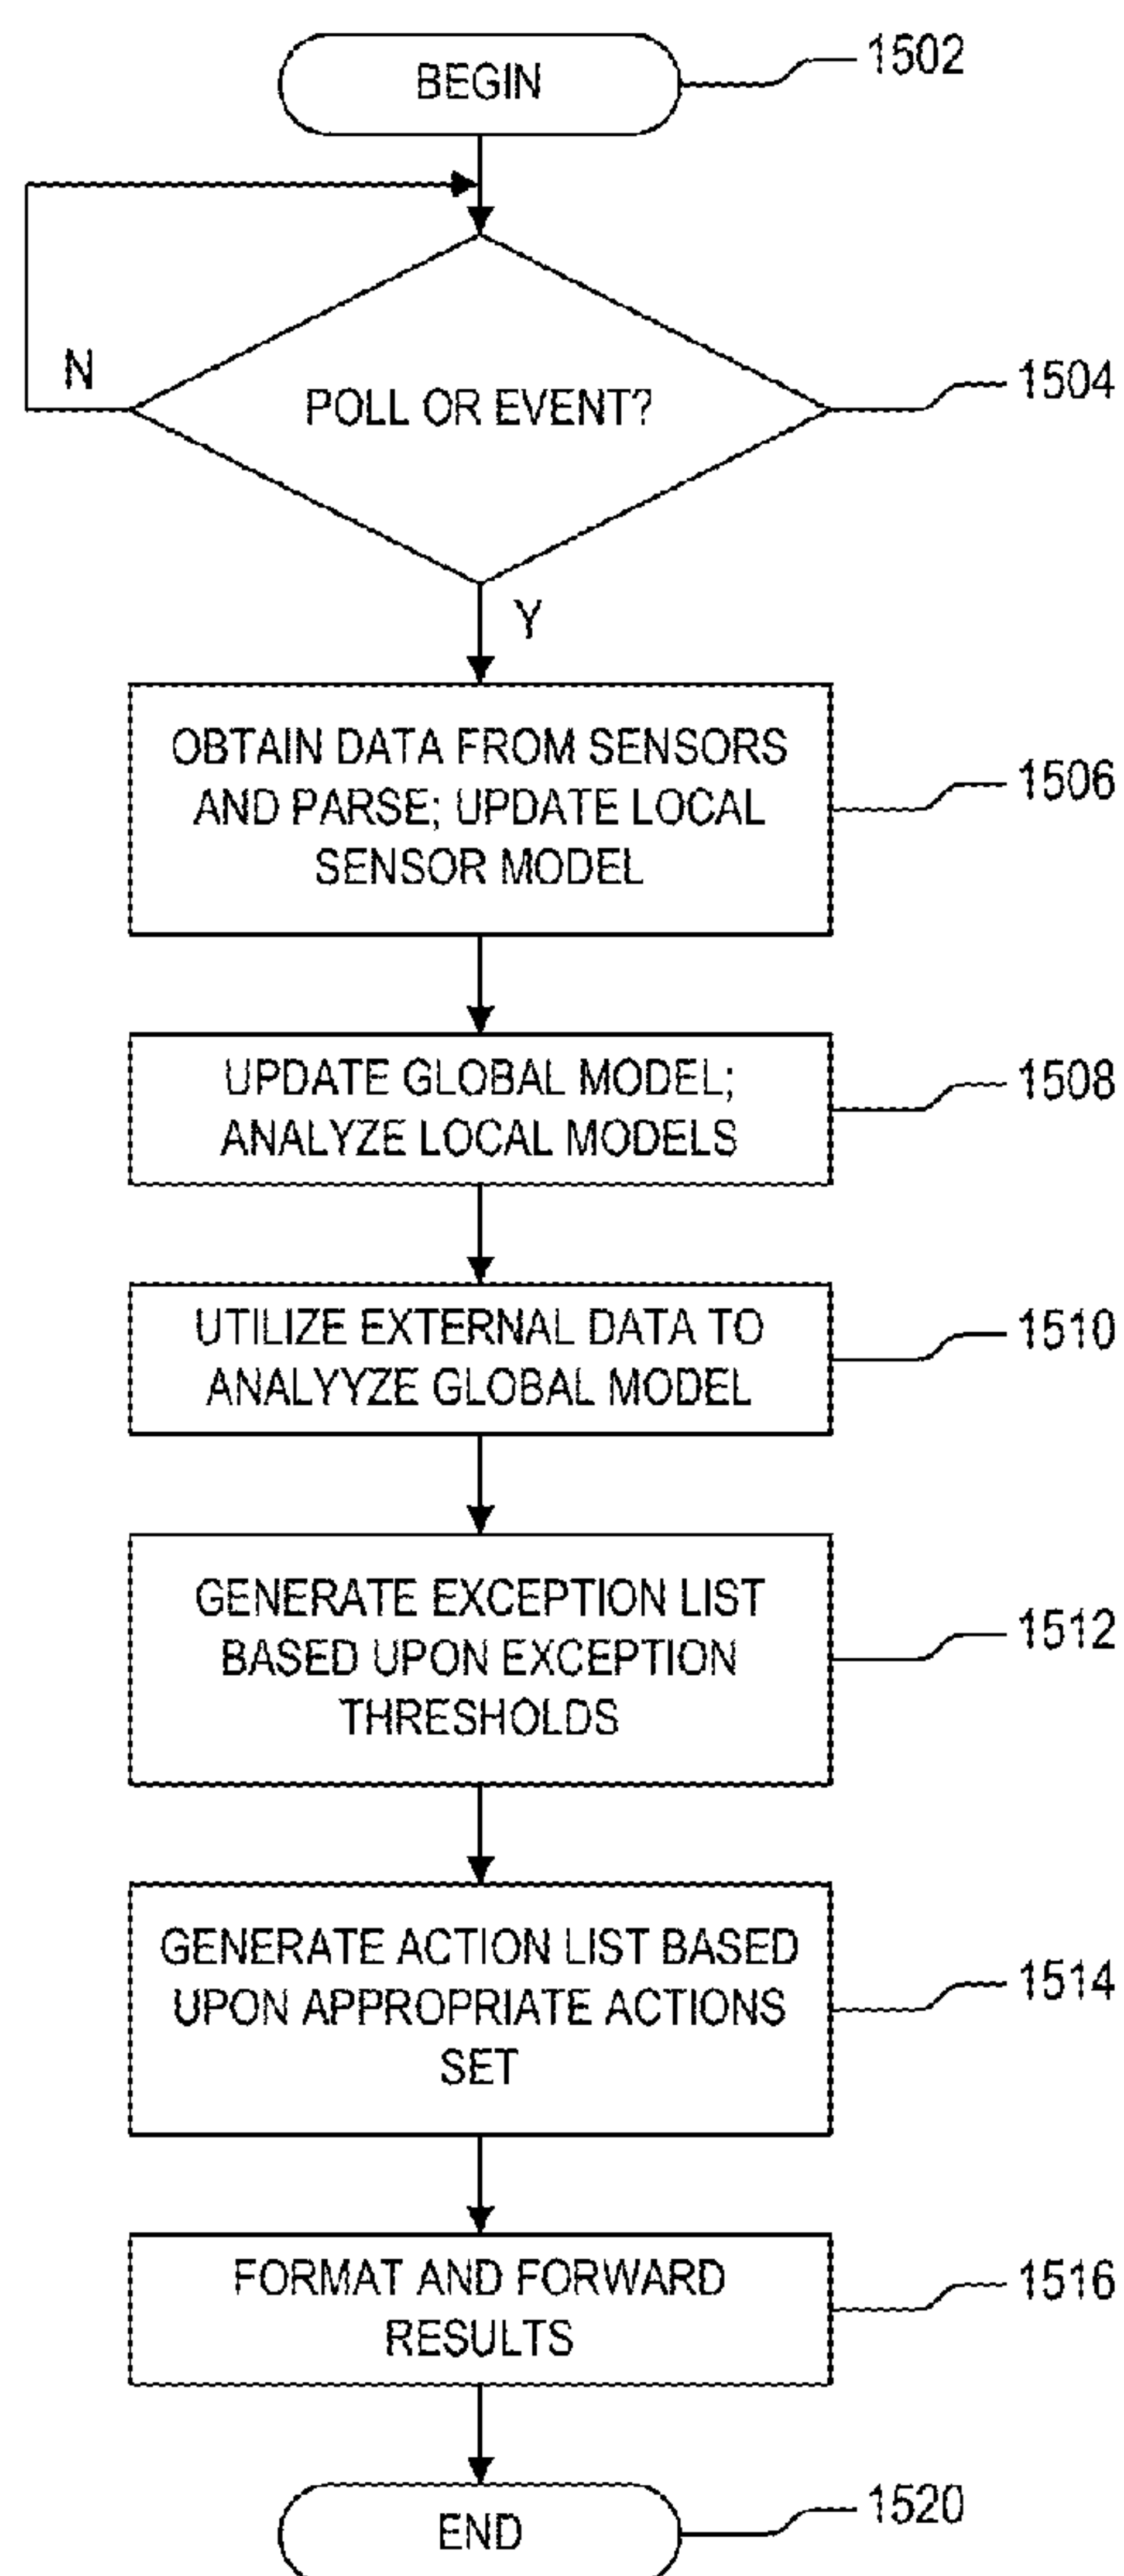 BEGIN
1502
N
POLL OR EVENT?
1504
Y
OBTAIN DATA FROM SENSORS
AND PARSE; UPDATE LOCAL
SENSOR MODEL
1506
UPDATE GLOBAL MODEL;
ANALYZE LOCAL MODELS
1508
UTILIZE EXTERNAL DATA TO
ANALYYZE GLOBAL MODEL
1510
GENERATE EXCEPTION LIST
BASED UPON EXCEPTION
THRESHOLDS
1512
GENERATE ACTION LIST BASED
UPON APPROPRIATE ACTIONS
SET
1514
FORMAT AND FORWARD
RESULTS
1516
END
1520